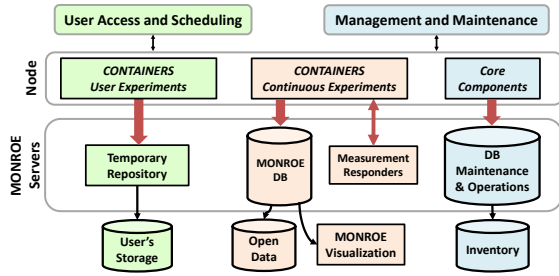 User Access and Scheduling
Management and Maintenance
Node
CONTAINERS
User Experiments
CONTAINERS
Continuous Experiments
Core
Components
MONROE
Servers
Temporary
Repository
MONROE
DB
Measurement
Responders
DB
Maintenance
& Operations
User's
Storage
Open
Data
MONROE
Visualization
Inventory